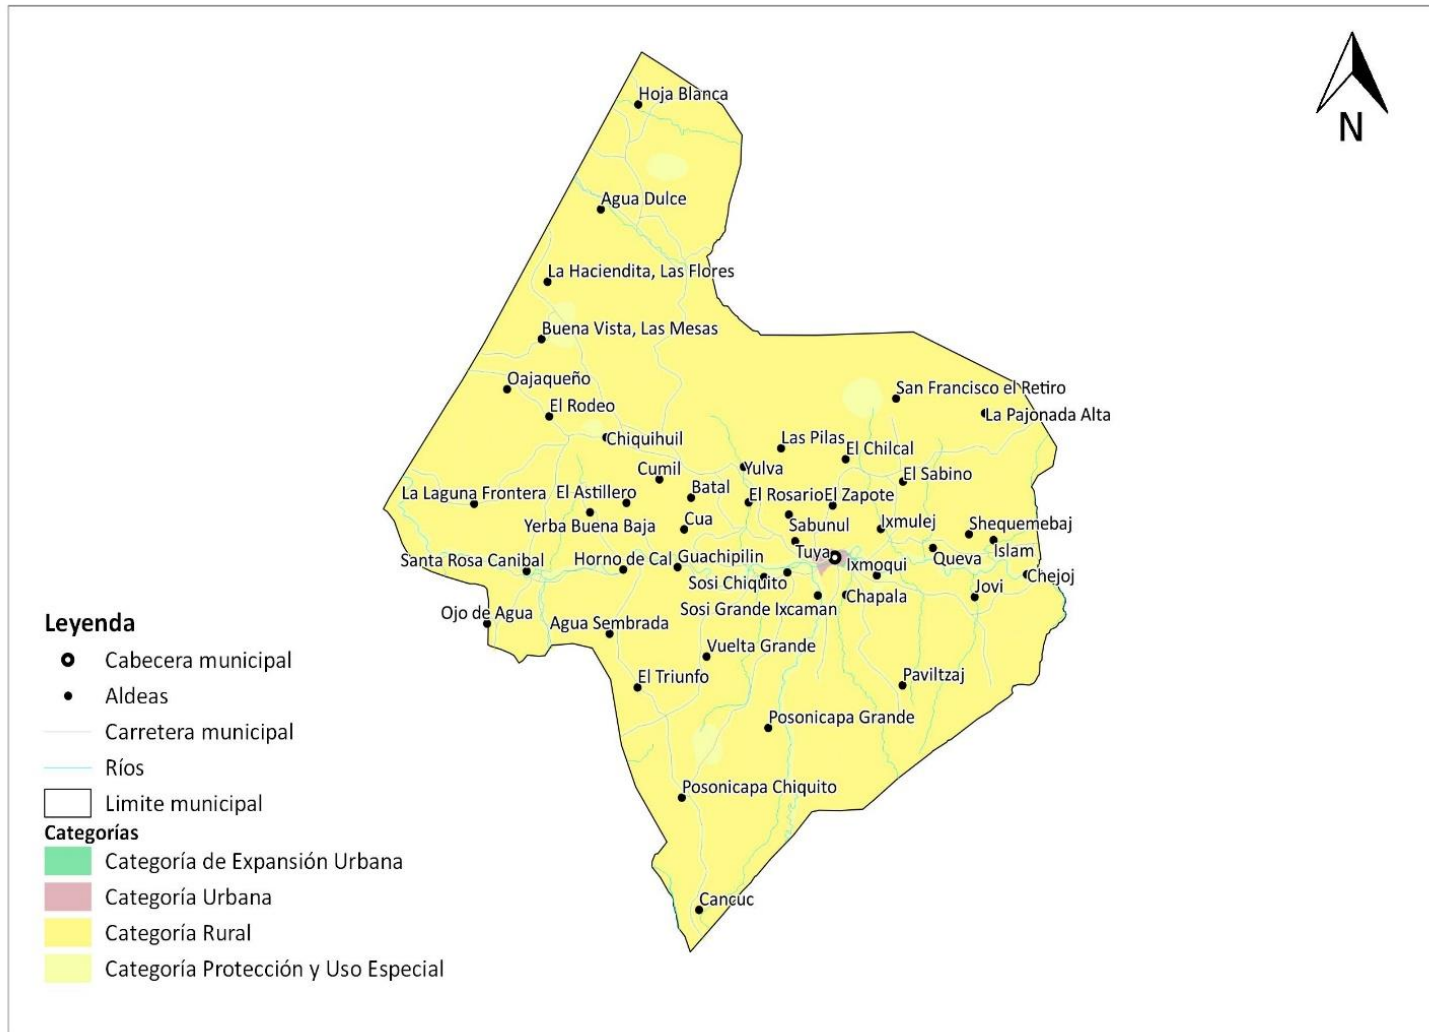 N
Hoja Blanca
Agua Dulce
La Haciendita, Las Flores
Buena Vista, Las Mesas
Oajaqueño
El Rodeo
San Francisco el Retiro
La Pajonada Alta
Chiquihuil
Las Pilas
El Chilcal
Cumil
Yulva
El Sabino
La Laguna Frontera
El Astillero
Batal
El Rosario
El Zapote
Yerba Buena Baja
Cua
Sabunul
Ixmulej
Shequemebaj
Santa Rosa Canibal
Horno de Cal
Guachipilin
Tuya
Ixmoqui
Queva
Islam
Sosi Chiquito
Chejoj
Jovi
Ojo de Agua
Agua Sembrada
Sosi Grande Ixcaman
Chapala
Vuelta Grande
El Triunfo
Paviltzaj
Posonicapa Grande
Posonicapa Chiquito
Cancuc
Leyenda
Cabecera municipal
Aldeas
Carretera municipal
Ríos
Limite municipal
Categorías
Categoría de Expansión Urbana
Categoría Urbana
Categoría Rural
Categoría Protección y Uso Especial